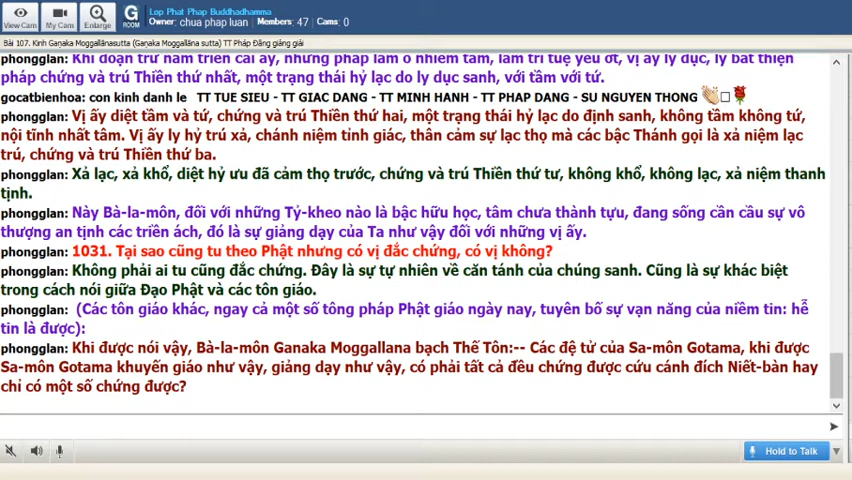 View Cam
My Cam
Enlarge
G
ROOM
Lop Phat Phap Buddhadhamma
Owner: chua phap luan Members: 47 Cams: 0
Bài 107. Kinh Gaṇaka Moggallānasutta (Gaṇaka Moggallāna sutta) TT Pháp Đăng giảng giải
phongglan: Khi đoạn trừ năm triền cái ấy, những pháp làm ô nhiễm tâm, làm trí tuệ yếu ớt, vị ấy ly dục, ly bất thiện
pháp chứng và trú Thiền thứ nhất, một trạng thái hỷ lạc do ly dục sanh, với tầm với tứ.
gocatbienhoa: con kinh danh le TT TUE SIEU - TT GIAC DANG - TT MINH HANH - TT PHAP DANG - SU NGUYEN THONG
phongglan: Vị ấy diệt tầm và tứ, chứng và trú Thiền thứ hai, một trạng thái hỷ lạc do định sanh, không tầm không tứ,
nội tĩnh nhất tâm. Vị ấy ly hỷ trú xả, chánh niệm tỉnh giác, thân cảm sự lạc thọ mà các bậc Thánh gọi là xả niệm lạc
trú, chứng và trú Thiền thứ ba.
phongglan: Xả lạc, xả khổ, diệt hỷ ưu đã cảm thọ trước, chứng và trú Thiền thứ tư, không khổ, không lạc, xả niệm thanh
tịnh.
phongglan: Này Bà-la-môn, đối với những Tỷ-kheo nào là bậc hữu học, tâm chưa thành tựu, đang sống cần cầu sự vô
thượng an tịnh các triền ách, đó là sự giảng dạy của Ta như vậy đối với những vị ấy.
phongglan: 1031. Tại sao cũng tu theo Phật nhưng có vị đắc chứng, có vị không?
phongglan: Không phải ai tu cũng đắc chứng. Đây là sự tự nhiên về căn tánh của chúng sanh. Cũng là sự khác biệt
trong cách nói giữa Đạo Phật và các tôn giáo.
phongglan: (Các tôn giáo khác, ngay cả một số tông pháp Phật giáo ngày nay, tuyên bố sự vạn năng của niềm tin: hễ
tin là được):
phongglan: Khi được nói vậy, Bà-la-môn Ganaka Moggallana bạch Thế Tôn:-- Các đệ tử của Sa-môn Gotama, khi được
Sa-môn Gotama khuyến giáo như vậy, giảng dạy như vậy, có phải tất cả đều chứng được cứu cánh đích Niết-bàn hay
chỉ có một số chứng được?
Hold to Talk